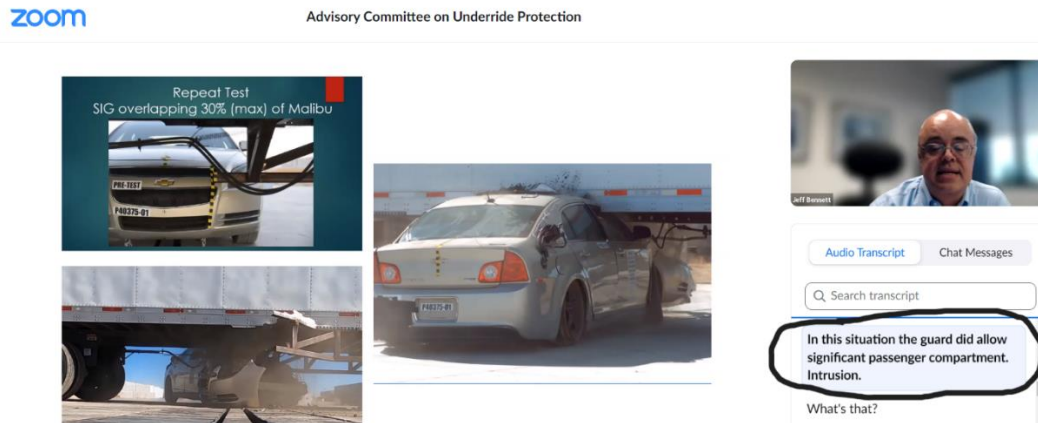 zoom
Advisory Committee on Underride Protection
Repeat Test
SIG overlapping 30% (max) of Malibu
PRE-TEST
P40375-01
P40375-01
Jeff Bennett
Audio Transcript
Chat Messages
Search transcript
In this situation the guard did allow
significant passenger compartment.
Intrusion.
What's that?